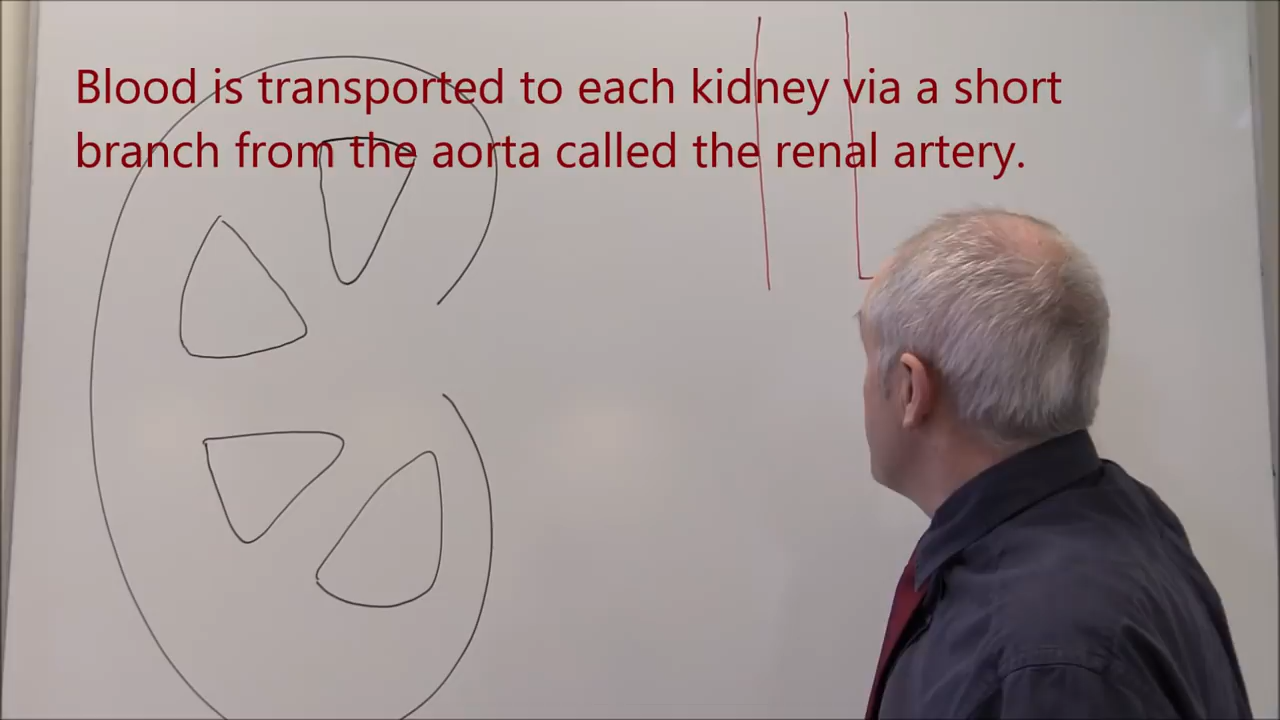 Blood is transported to each kidney via a short
branch from the aorta called the renal artery.